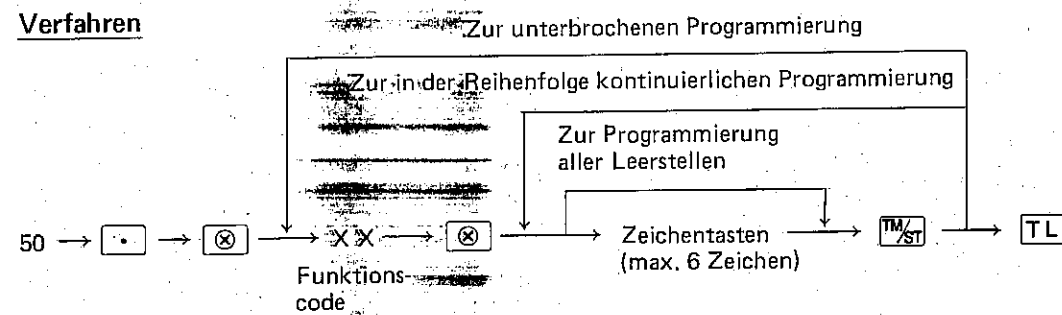 Verfahren
Zur unterbrochenen Programmierung
Zur in der Reihenfolge kontinuierlichen Programmierung
Zur Programmierung
aller Leerstellen
50 → [·] → [⊗] → XX → [⊗] → Zeichentasten → [TM/ST] → [TL]
(max. 6 Zeichen)
Funktions-
code